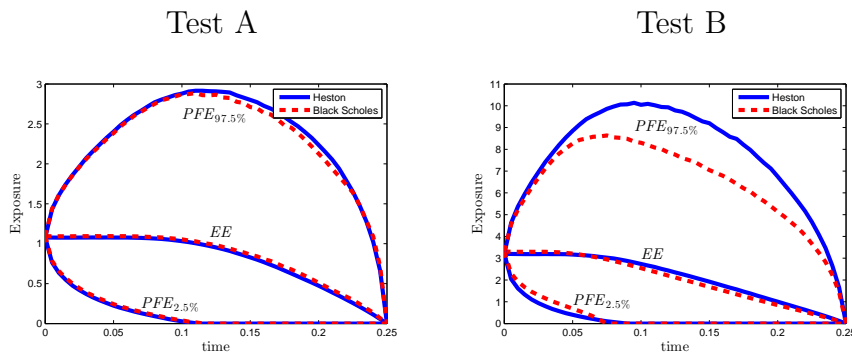 Test A
Test B
3
2.5
2
1.5
1
0.5
0
0 0.05 0.1 0.15 0.2 0.25
Exposure
time
Heston
Black Scholes
PFE97.5%
EE
PFE2.5%
11
10
9
8
7
6
5
4
3
2
1
0
0 0.05 0.1 0.15 0.2 0.25
Exposure
time
Heston
Black Scholes
PFE97.5%
EE
PFE2.5%